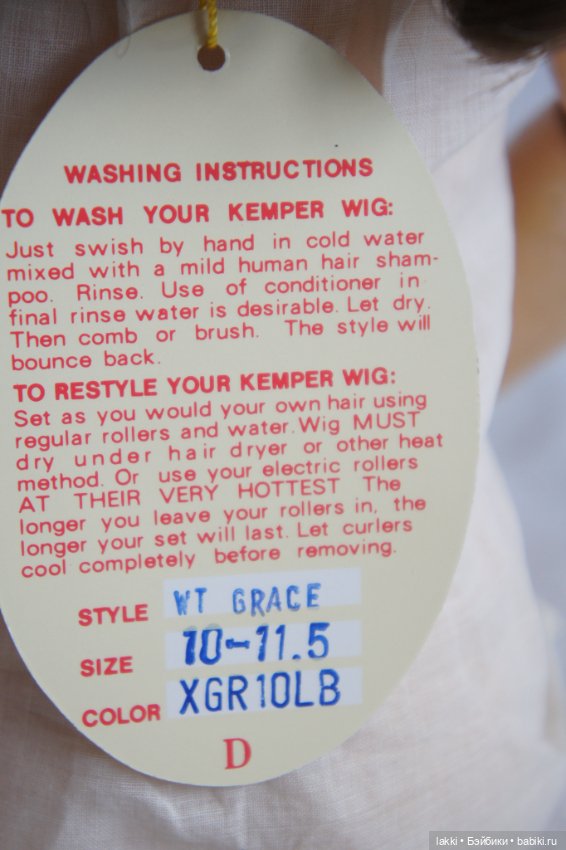 WASHING INSTRUCTIONS
TO WASH YOUR KEMPER WIG:
Just swish by hand in cold water
mixed with a mild human hair sham-
poo. Rinse. Use of conditioner in
final rinse water is desirable. Let dry.
Then comb or brush. The style will
bounce back.
TO RESTYLE YOUR KEMPER WIG:
Set as you would your own hair using
regular rollers and water. Wig MUST
dry under hair dryer or other heat
method. Or use your electric rollers
AT THEIR VERY HOTTEST The
longer you leave your rollers in, the
longer your set will last. Let curlers
cool completely before removing.
STYLE WT GRACE
SIZE 10-11.5
COLOR XGR10LB
D
lakki • Бэйбики • babiki.ru